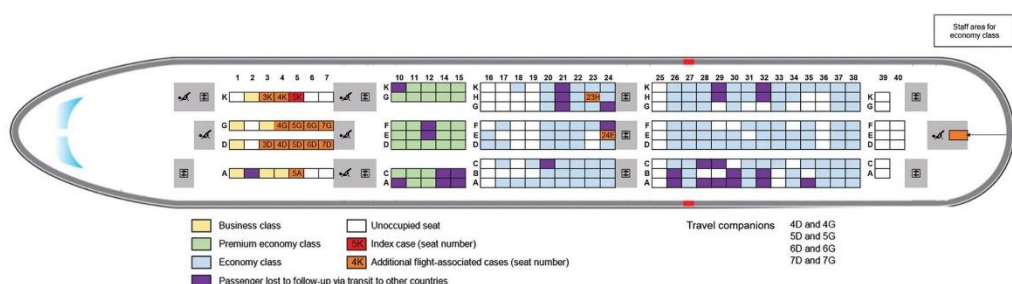 Staff area for
economy class
1 2 3 4 5 6 7
10 11 12 13 14 15
16 17 18 19 20 21 22 23 24
25 26 27 28 29 30 31 32 33 34 35 36 37 38
39 40
K 3K 4K 5K
K
G
K
H 23H
G
K
H
G
K
G
G 4G 5G 6G 7G
D 3D 4D 5D 6D 7D
F
E
D
F
E 24E
D
F
E
D
F
E
D
A 5A
C
A
C
B
A
C
B
A
C
A
Business class
Premium economy class
Economy class
Passenger lost to follow-up via transit to other countries
Unoccupied seat
5K Index case (seat number)
4K Additional flight-associated cases (seat number)
Travel companions
4D and 4G
5D and 5G
6D and 6G
7D and 7G